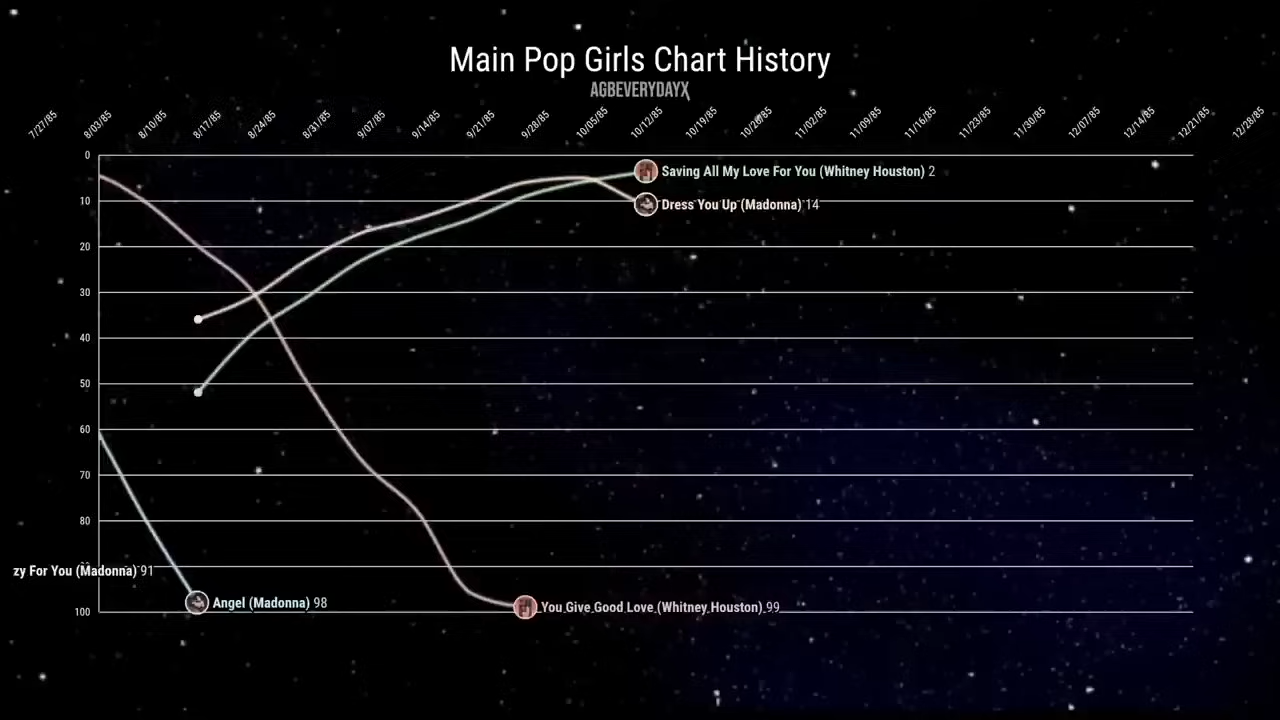 Main Pop Girls Chart History
AGBEVERYDAYX
7/27/85 8/03/85 8/10/85 8/17/85 8/24/85 8/31/85 9/07/85 9/14/85 9/21/85 9/28/85 10/05/85 10/12/85 10/19/85 10/26/85 11/02/85 11/09/85 11/16/85 11/23/85 11/30/85 12/07/85 12/14/85 12/21/85 12/28/85
0
Saving All My Love For You (Whitney Houston) 2
10
Dress You Up (Madonna) 14
20
30
40
50
60
70
80
90
zy For You (Madonna) 91
Angel (Madonna) 98
You Give Good Love (Whitney Houston) 99
100